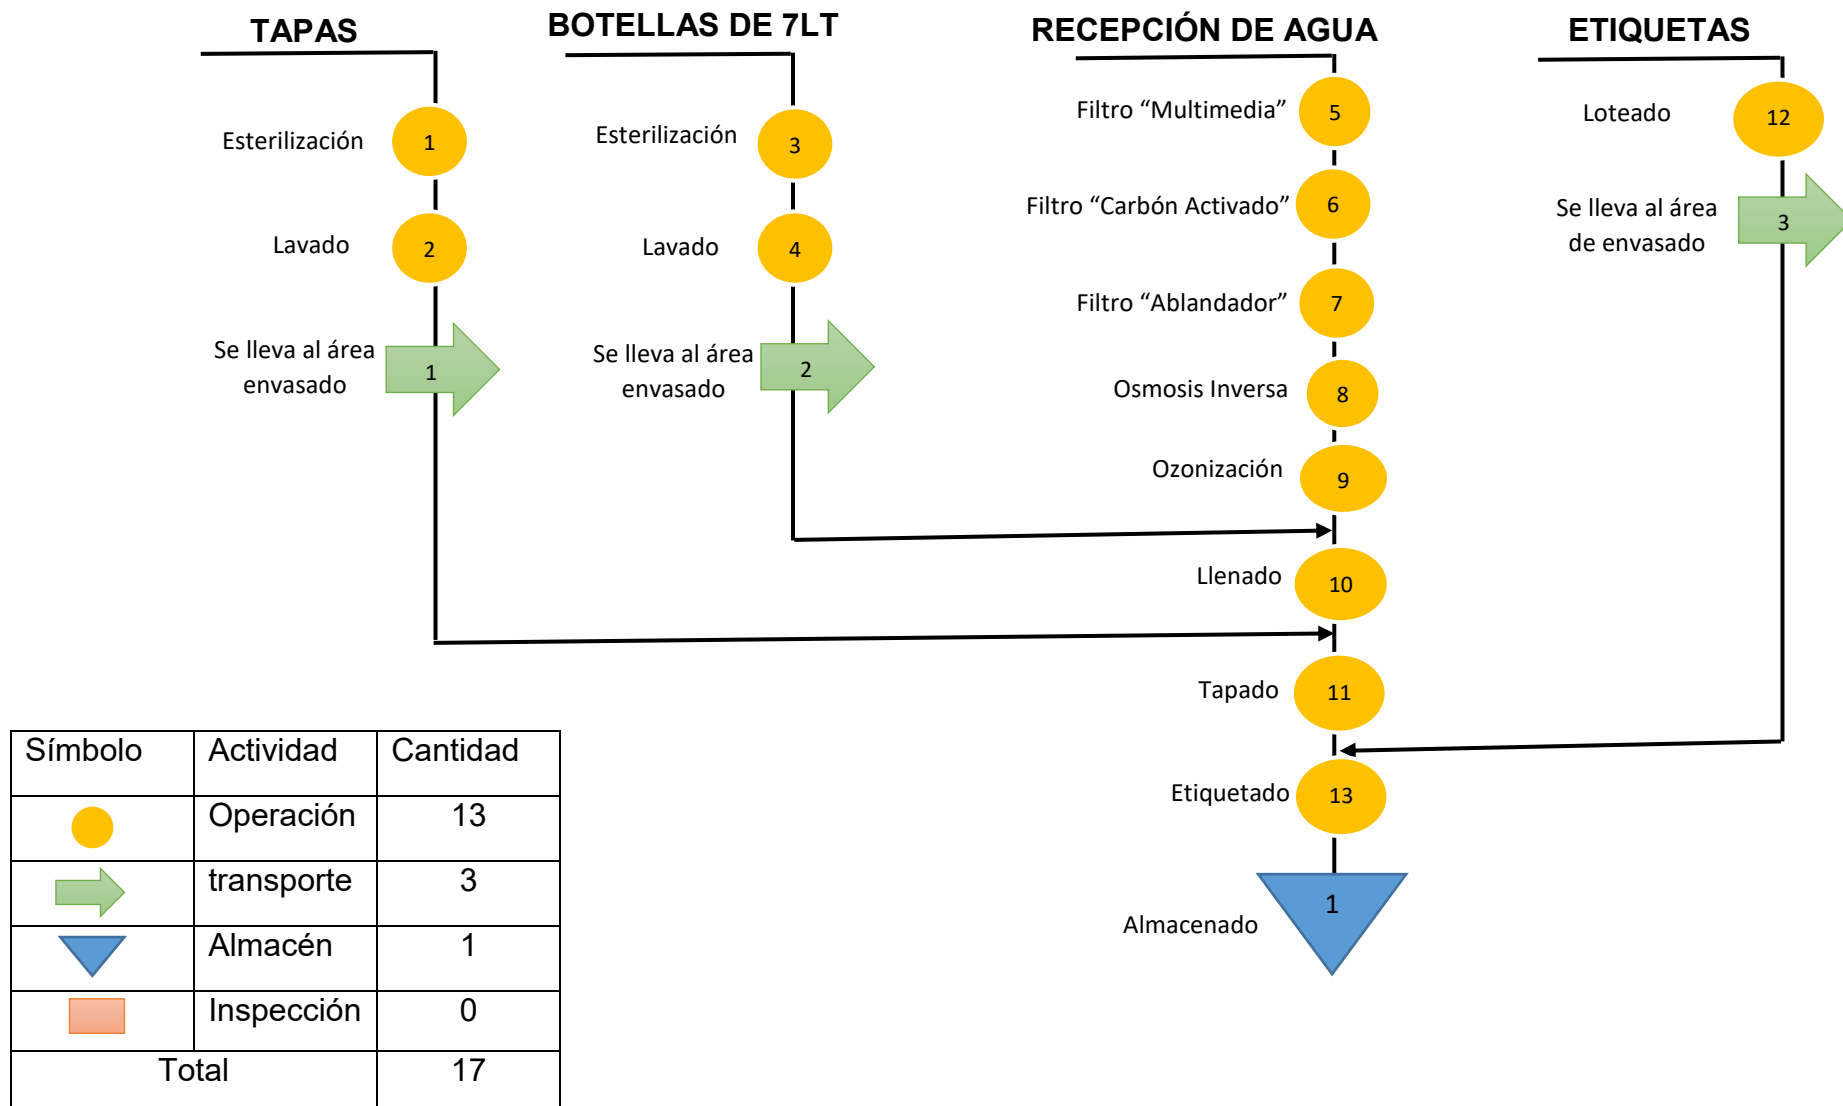 TAPAS
Esterilización
1
Lavado
2
Se lleva al área
envasado
1
BOTELLAS DE 7LT
Esterilización
3
Lavado
4
Se lleva al área
envasado
2
RECEPCIÓN DE AGUA
Filtro “Multimedia”
5
Filtro “Carbón Activado”
6
Filtro “Ablandador”
7
Osmosis Inversa
8
Ozonización
9
Llenado
10
Tapado
11
Etiquetado
13
Almacenado
1
ETIQUETAS
Loteado
12
Se lleva al área
de envasado
3
Símbolo Actividad Cantidad
Operación 13
transporte 3
Almacén 1
Inspección 0
Total 17